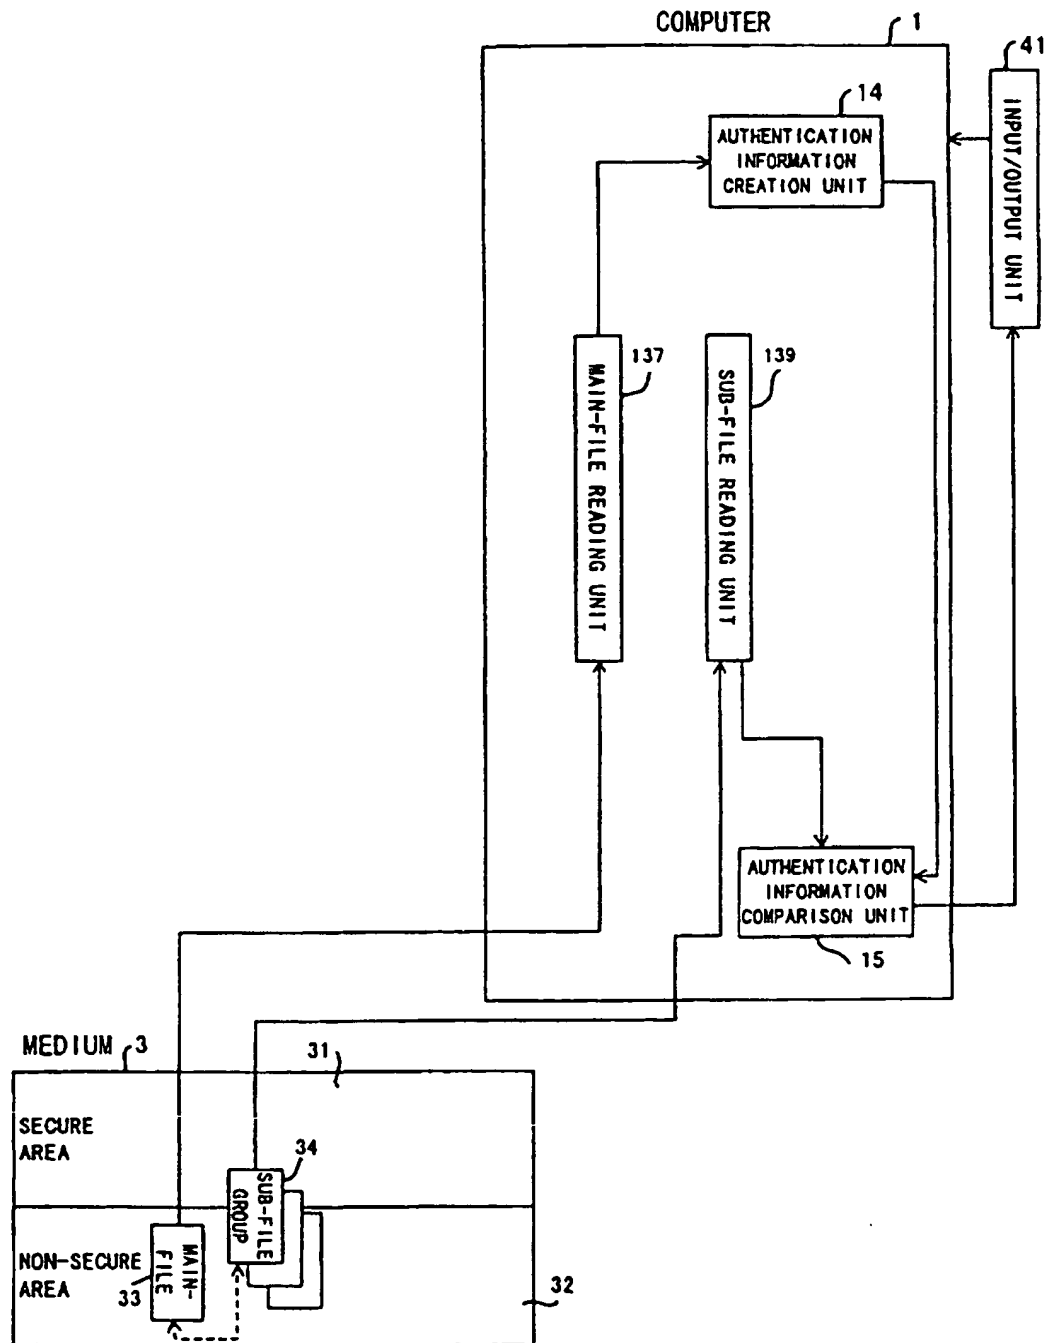 COMPUTER
1
41
INPUT/OUTPUT UNIT
14
AUTHENTICATION
INFORMATION
CREATION UNIT
137
MAIN-FILE READING UNIT
139
SUB-FILE READING UNIT
AUTHENTICATION
INFORMATION
COMPARISON UNIT
15
MEDIUM
3
31
SECURE
AREA
34
SUB-FILE
GROUP
NON-SECURE
AREA
33
MAIN-
FILE
32